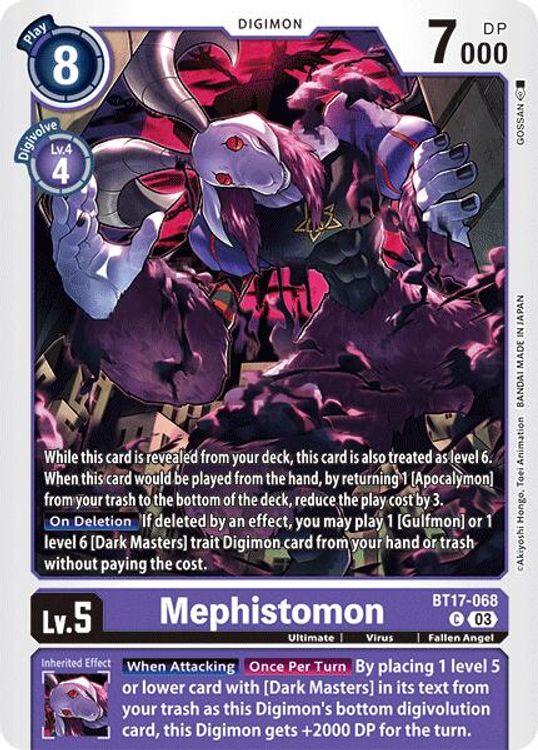 Play
8
DIGIMON
7000
DP
Digivolve
Lv.4
4
GOSSAN
©Akiyoshi Hongo, Toei Animation BANDAI MADE IN JAPAN
While this card is revealed from your deck, this card is also treated as level 6.
When this card would be played from the hand, by returning 1 [Apocalymon]
from your trash to the bottom of the deck, reduce the play cost by 3.
On Deletion If deleted by an effect, you may play 1 [Gulfmon] or 1
level 6 [Dark Masters] trait Digimon card from your hand or trash
without paying the cost.
Lv.5
Mephistomon
BT17-068
C 03
Ultimate | Virus | Fallen Angel
Inherited Effect
When Attacking Once Per Turn By placing 1 level 5
or lower card with [Dark Masters] in its text from
your trash as this Digimon's bottom digivolution
card, this Digimon gets +2000 DP for the turn.